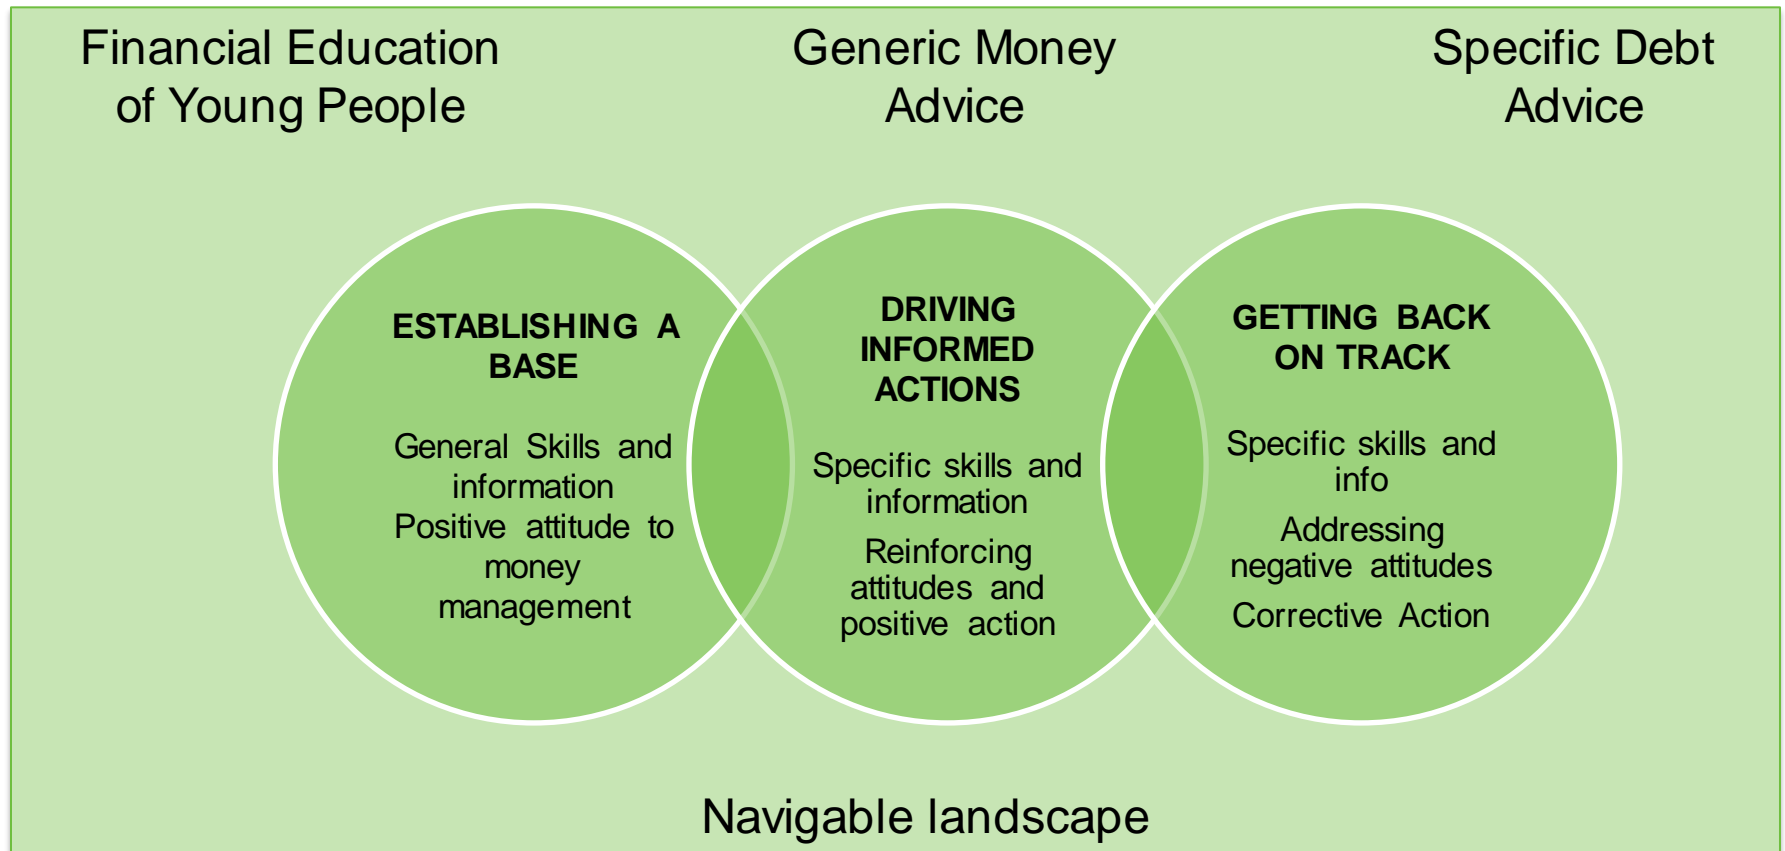 Financial Education
of Young People
Generic Money
Advice
Specific Debt
Advice
ESTABLISHING A
BASE
General Skills and
information
Positive attitude to
money
management
DRIVING
INFORMED
ACTIONS
Specific skills and
information
Reinforcing
attitudes and
positive action
GETTING BACK
ON TRACK
Specific skills and
info
Addressing
negative attitudes
Corrective Action
Navigable landscape